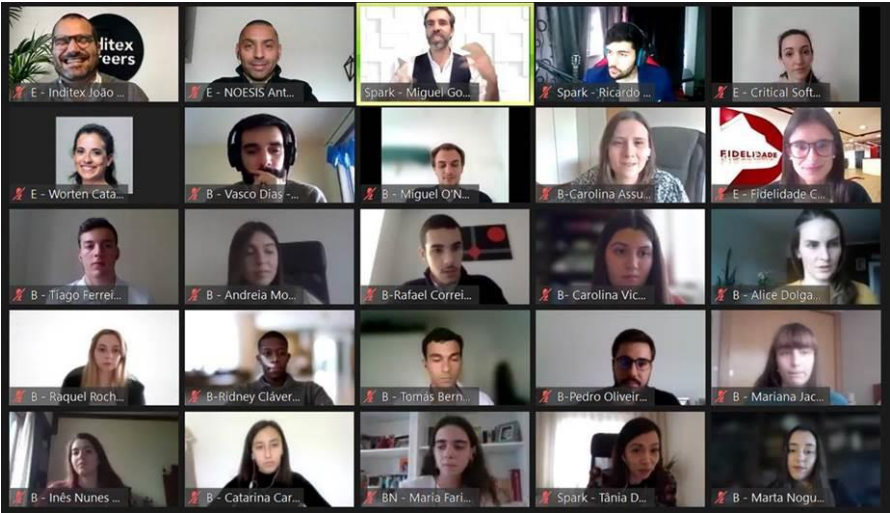 ditex
reers
E - Inditex João ...
E - NOESIS Ant...
Spark - Miguel Go...
Spark - Ricardo ...
E - Critical Soft...
E - Worten Cata...
B - Vasco Dias -...
B - Miguel O'N...
B-Carolina Assu...
FIDELIDADE
E - Fidelidade C...
B - Tiago Ferrei...
B - Andreia Mo...
B-Rafael Correi...
B- Carolina Vic...
B - Alice Dolga...
B - Raquel Roch...
B-Ridney Cláver...
B - Tomás Bern...
B-Pedro Oliveir...
B - Mariana Jac...
B - Inês Nunes ...
B - Catarina Car...
BN - Maria Fari...
Spark - Tânia D...
B - Marta Nogu...